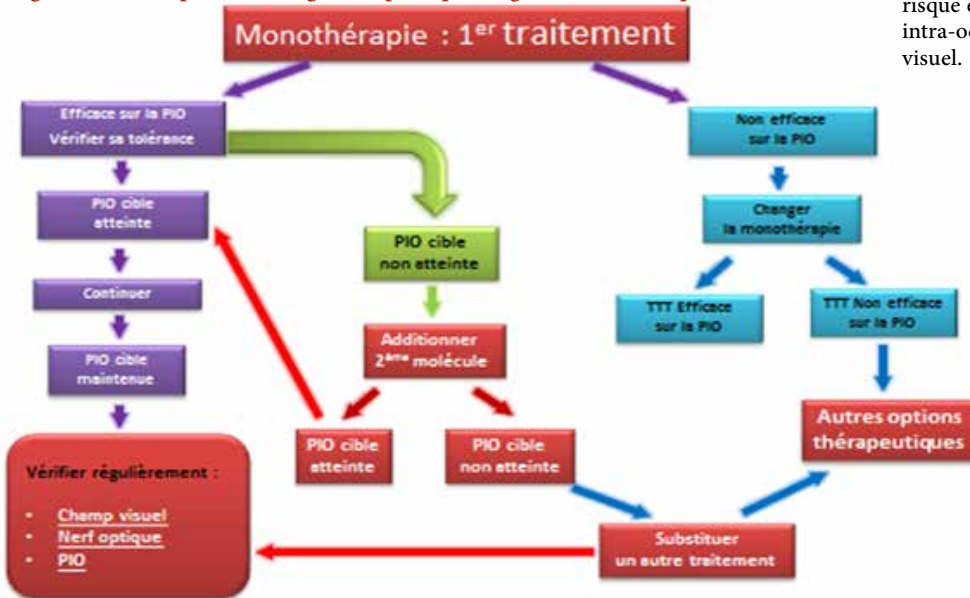 risque
intra-oc
visuel.
Monothérapie : 1er traitement
Efficace sur la PIO
Vérifier sa tolérance
PIO cible
atteinte
Continuer
PIO cible
maintenue
Vérifier régulièrement :
• Champ visuel
• Nerf optique
• PIO
PIO cible
non atteinte
Additionner
2ème molécule
PIO cible
atteinte
PIO cible
non atteinte
Substituer
un autre traitement
Non efficace
sur la PIO
Changer
la monothérapie
TTT Efficace
sur la PIO
TTT Non efficace
sur la PIO
Autres options
thérapeutiques